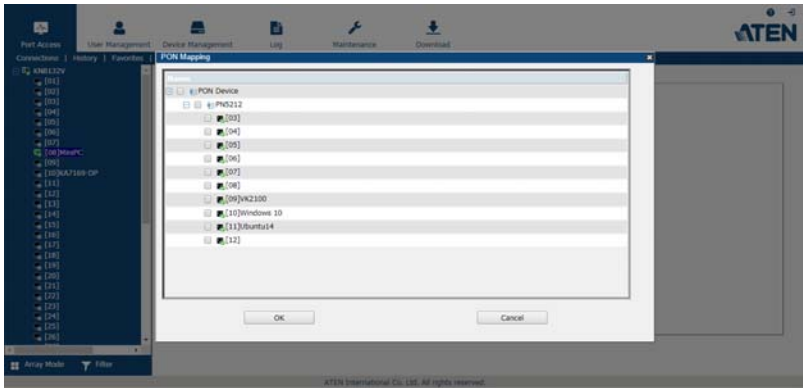 Port Access User Management Device Management Log Maintenance Download
ATEN
Connections | History | Favorites |
PON Mapping
KN8132V
[01]
[02]
[03]
[04]
[05]
[06]
[07]
[08]MiniPC
[09]
[10]KA7169-DP
[11]
[12]
[13]
[14]
[15]
[16]
[17]
[18]
[19]
[20]
[21]
[22]
[23]
[24]
[25]
[26]
Name
PON Device
PN5212
[03]
[04]
[05]
[06]
[07]
[08]
[09]VK2100
[10]Windows 10
[11]Ubuntu14
[12]
OK Cancel
Array Mode Filter
ATEN International Co. Ltd. All rights reserved.